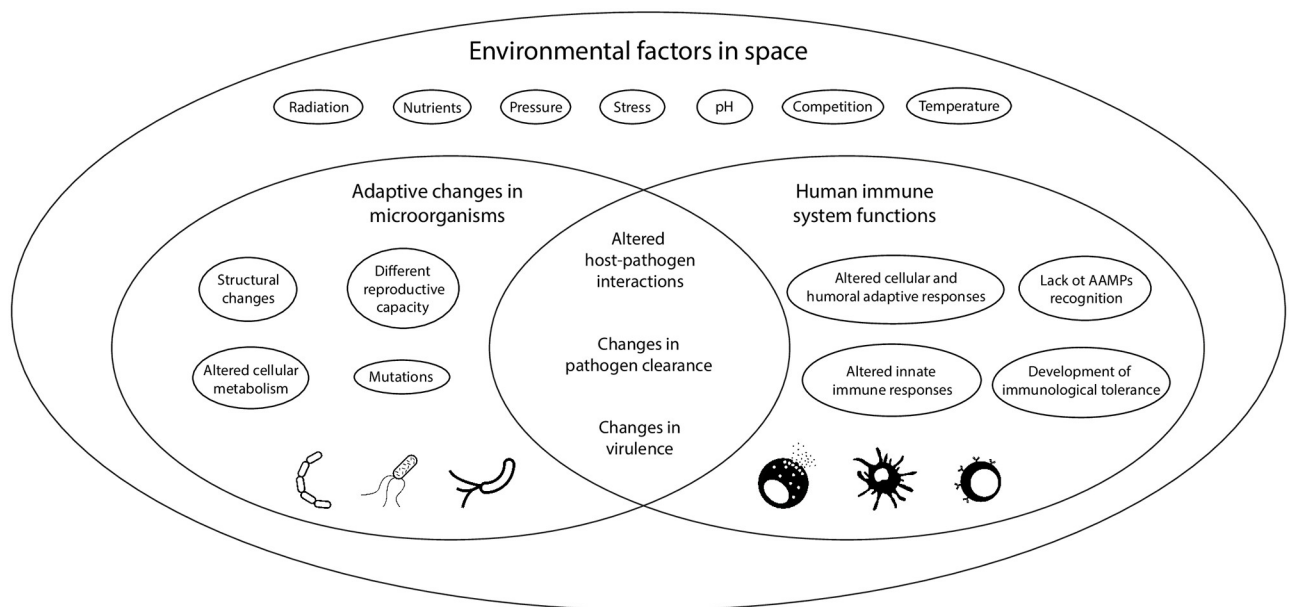 Environmental factors in space
Radiation
Nutrients
Pressure
Stress
pH
Competition
Temperature
Adaptive changes in
microorganisms
Structural
changes
Different
reproductive
capacity
Altered cellular
metabolism
Mutations
Altered
host-pathogen
interactions
Changes in
pathogen clearance
Changes in
virulence
Human immune
system functions
Altered cellular and
humoral adaptive responses
Lack ot AAMPs
recognition
Altered innate
immune responses
Development of
immunological tolerance